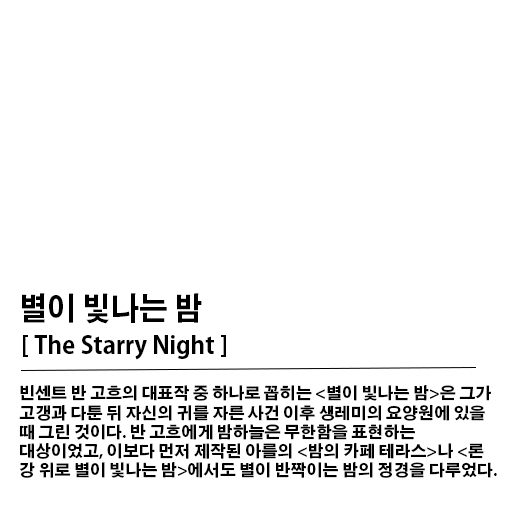 별이 빛나는 밤
[ The Starry Night ]
빈센트 반 고흐의 대표작 중 하나로 꼽히는 <별이 빛나는 밤>은 그가
고갱과 다툰 뒤 자신의 귀를 자른 사건 이후 생레미의 요양원에 있을
때 그린 것이다. 반 고흐에게 밤하늘은 무한함을 표현하는
대상이었고, 이보다 먼저 제작된 아를의 <밤의 카페 테라스>나 <론
강 위로 별이 빛나는 밤>에서도 별이 반짝이는 밤의 정경을 다루었다.